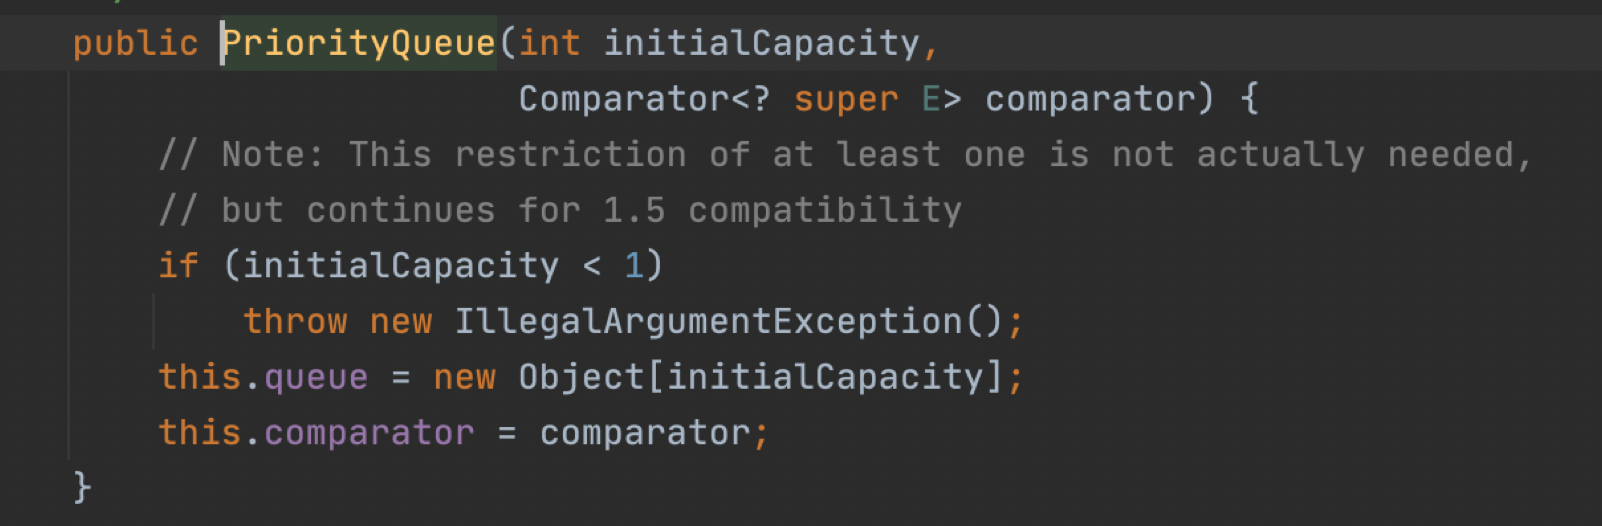 public PriorityQueue(int initialCapacity,
Comparator<? super E> comparator) {
// Note: This restriction of at least one is not actually needed,
// but continues for 1.5 compatibility
if (initialCapacity < 1)
throw new IllegalArgumentException();
this.queue = new Object[initialCapacity];
this.comparator = comparator;
}